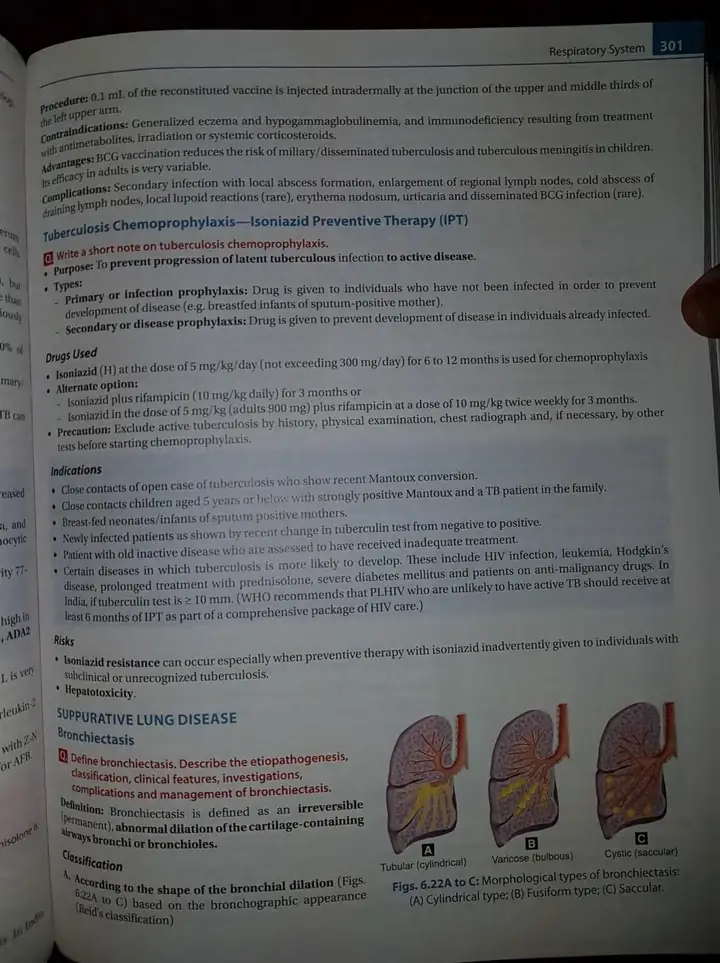 Respiratory System 301
Procedure: 0.1 mL of the reconstituted vaccine is injected intradermally at the junction of the upper and middle thirds of
the left upper arm.
Contraindications: Generalized eczema and hypogammaglobulinemia, and immunodeficiency resulting from treatment
with antimetabolites, irradiation or systemic corticosteroids.
Advantages: BCG vaccination reduces the risk of miliary/disseminated tuberculosis and tuberculous meningitis in children.
Its efficacy in adults is very variable.
Complications: Secondary infection with local abscess formation, enlargement of regional lymph nodes, cold abscess of
draining lymph nodes, local lupoid reactions (rare), erythema nodosum, urticaria and disseminated BCG infection (rare).
Tuberculosis Chemoprophylaxis—Isoniazid Preventive Therapy (IPT)
Q. Write a short note on tuberculosis chemoprophylaxis.
• Purpose: To prevent progression of latent tuberculous infection to active disease.
• Types:
– Primary or infection prophylaxis: Drug is given to individuals who have not been infected in order to prevent
development of disease (e.g. breastfed infants of sputum-positive mother).
– Secondary or disease prophylaxis: Drug is given to prevent development of disease in individuals already infected.
Drugs Used
• Isoniazid (H) at the dose of 5 mg/kg/day (not exceeding 300 mg/day) for 6 to 12 months is used for chemoprophylaxis
• Alternate option:
– Isoniazid plus rifampicin (10 mg/kg daily) for 3 months or
– Isoniazid in the dose of 5 mg/kg (adults 900 mg) plus rifampicin at a dose of 10 mg/kg twice weekly for 3 months.
• Precaution: Exclude active tuberculosis by history, physical examination, chest radiograph and, if necessary, by other
tests before starting chemoprophylaxis.
Indications
• Close contacts of open case of tuberculosis who show recent Mantoux conversion.
• Close contacts children aged 5 years or below with strongly positive Mantoux and a TB patient in the family.
• Breast-fed neonates/infants of sputum positive mothers.
• Newly infected patients as shown by recent change in tuberculin test from negative to positive.
• Patient with old inactive disease who are assessed to have received inadequate treatment.
• Certain diseases in which tuberculosis is more likely to develop. These include HIV infection, leukemia, Hodgkin's
disease, prolonged treatment with prednisolone, severe diabetes mellitus and patients on anti-malignancy drugs. In
India, if tuberculin test is ≥ 10 mm. (WHO recommends that PLHIV who are unlikely to have active TB should receive at
least 6 months of IPT as part of a comprehensive package of HIV care.)
Risks
• Isoniazid resistance can occur especially when preventive therapy with isoniazid inadvertently given to individuals with
subclinical or unrecognized tuberculosis.
• Hepatotoxicity.
SUPPURATIVE LUNG DISEASE
Bronchiectasis
Q. Define bronchiectasis. Describe the etiopathogenesis,
classification, clinical features, investigations,
complications and management of bronchiectasis.
Definition: Bronchiectasis is defined as an irreversible
(permanent), abnormal dilation of the cartilage-containing
airways bronchi or bronchioles.
Classification
A. According to the shape of the bronchial dilation (Figs.
6.22A to C) based on the bronchographic appearance
(Reid's classification)
A
Tubular (cylindrical)
B
Varicose (bulbous)
C
Cystic (saccular)
Figs. 6.22A to C: Morphological types of bronchiectasis:
(A) Cylindrical type; (B) Fusiform type; (C) Saccular.